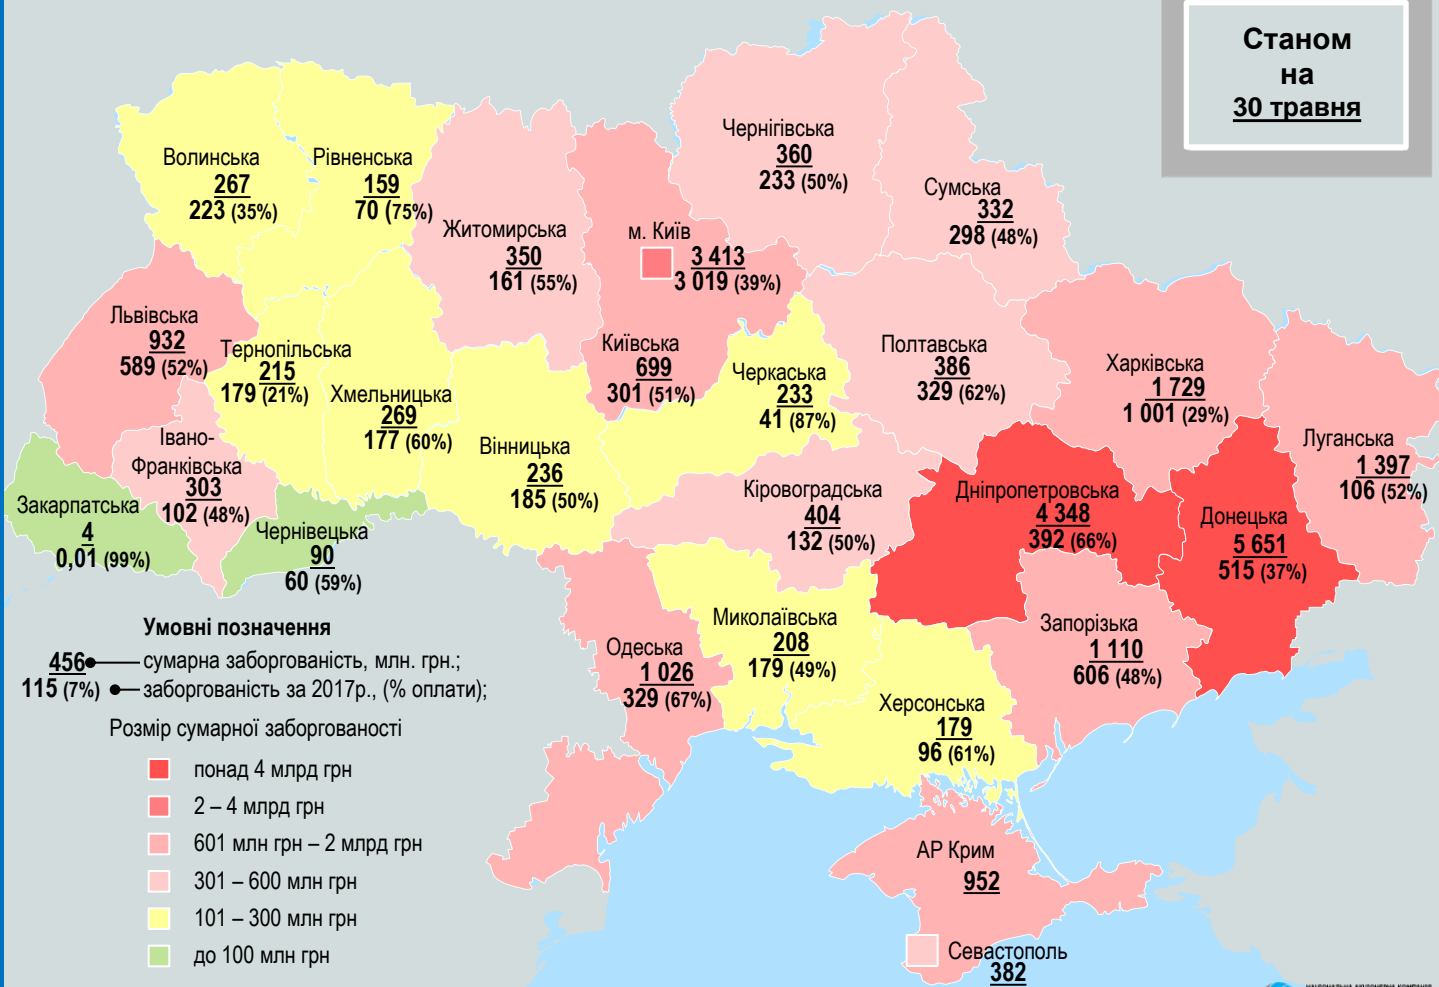 Станом
на
30 травня
Чернігівська
360
233 (50%)
Волинська
267
223 (35%)
Рівненська
159
70 (75%)
Сумська
332
298 (48%)
Житомирська
350
161 (55%)
м. Київ
3 413
3 019 (39%)
Львівська
932
589 (52%)
Тернопільська
215
179 (21%)
Хмельницька
269
177 (60%)
Київська
699
301 (51%)
Черкаська
233
41 (87%)
Полтавська
386
329 (62%)
Харківська
1 729
1 001 (29%)
Луганська
1 397
106 (52%)
Івано-
Франківська
303
102 (48%)
Вінницька
236
185 (50%)
Кіровоградська
404
132 (50%)
Дніпропетровська
4 348
392 (66%)
Донецька
5 651
515 (37%)
Закарпатська
4
0,01 (99%)
Чернівецька
90
60 (59%)
Миколаївська
208
179 (49%)
Одеська
1 026
329 (67%)
Запорізька
1 110
606 (48%)
Херсонська
179
96 (61%)
АР Крим
952
Севастополь
382
Умовні позначення
456 сумарна заборгованість, млн. грн.;
115 (7%) заборгованість за 2017р., (% оплати);
Розмір сумарної заборгованості
понад 4 млрд грн
2 – 4 млрд грн
601 млн грн – 2 млрд грн
301 – 600 млн грн
101 – 300 млн грн
до 100 млн грн